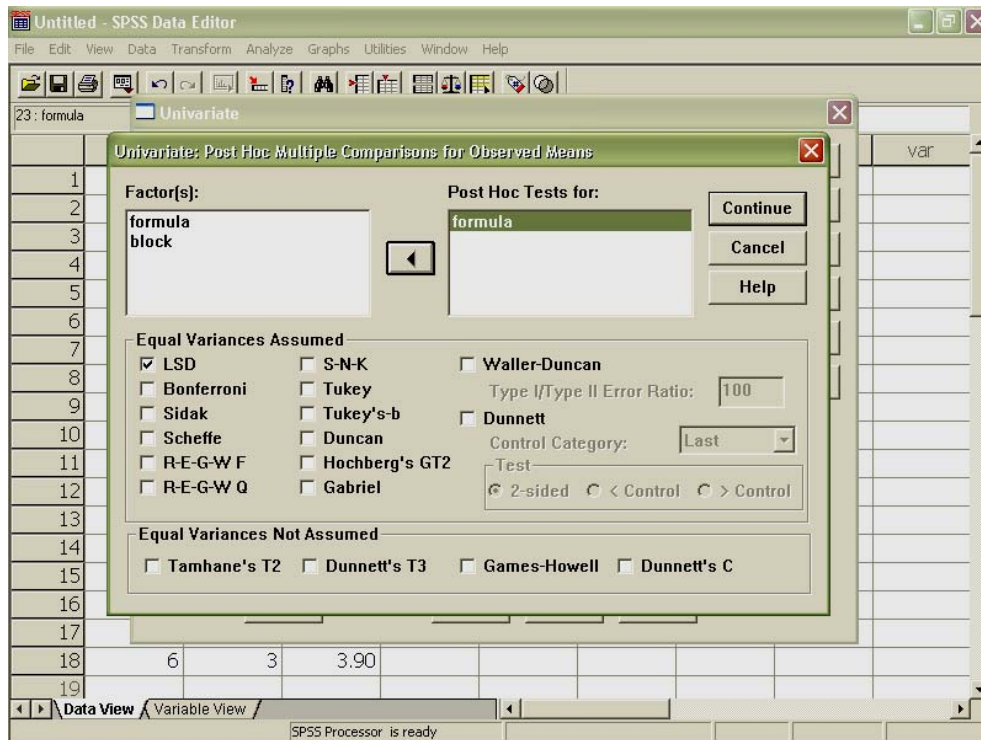 Untitled - SPSS Data Editor
File Edit View Data Transform Analyze Graphs Utilities Window Help
23 : formula
Univariate
var
Univariate: Post Hoc Multiple Comparisons for Observed Means
Factor(s):
formula
block
Post Hoc Tests for:
formula
Continue
Cancel
Help
Equal Variances Assumed
LSD S-N-K Waller-Duncan
Bonferroni Tukey Type I/Type II Error Ratio: 100
Sidak Tukey's-b Dunnett
Scheffe Duncan Control Category: Last
R-E-G-W F Hochberg's GT2 Test
R-E-G-W Q Gabriel 2-sided < Control > Control
Equal Variances Not Assumed
Tamhane's T2 Dunnett's T3 Games-Howell Dunnett's C
1
2
3
4
5
6
7
8
9
10
11
12
13
14
15
16
17
18 6 3 3.90
19
Data View Variable View
SPSS Processor is ready